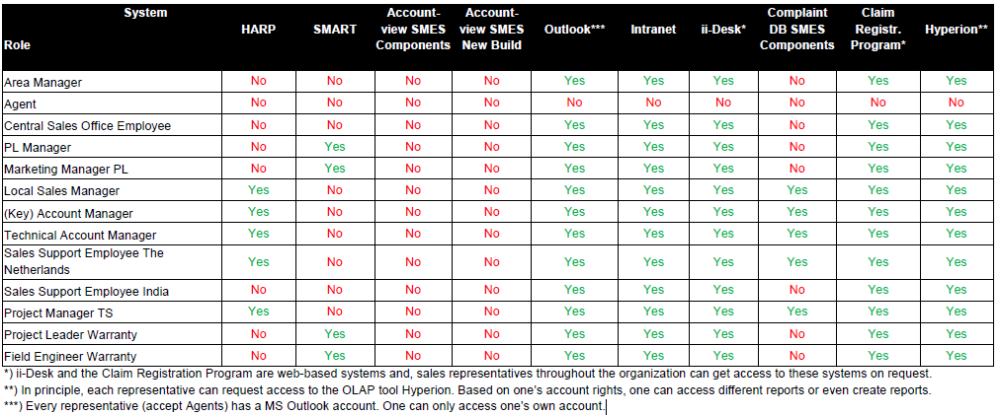 System
Role HARP SMART Account-view SMES Components Account-view SMES New Build Outlook*** Intranet ii-Desk* Complaint DB SMES Components Claim Registr. Program* Hyperion**
Area Manager No No No No Yes Yes Yes No Yes Yes
Agent No No No No No No No No No No
Central Sales Office Employee No No No No Yes Yes Yes No Yes Yes
PL Manager No Yes No No Yes Yes Yes No Yes Yes
Marketing Manager PL No Yes No No Yes Yes Yes No Yes Yes
Local Sales Manager Yes No No No Yes Yes Yes Yes Yes Yes
(Key) Account Manager Yes No No No Yes Yes Yes Yes Yes Yes
Technical Account Manager Yes No No No Yes Yes Yes Yes Yes Yes
Sales Support Employee The Netherlands Yes No No No Yes Yes Yes Yes Yes Yes
Sales Support Employee India No No No No Yes Yes Yes No Yes Yes
Project Manager TS Yes No No No Yes Yes Yes Yes Yes Yes
Project Leader Warranty No Yes No No Yes Yes Yes No Yes Yes
Field Engineer Warranty No Yes No No Yes Yes Yes No Yes Yes
*) ii-Desk and the Claim Registration Program are web-based systems and, sales representatives throughout the organization can get access to these systems on request.
**) In principle, each representative can request access to the OLAP tool Hyperion. Based on one's account rights, one can access different reports or even create reports.
***) Every representative (accept Agents) has a MS Outlook account. One can only access one's own account.